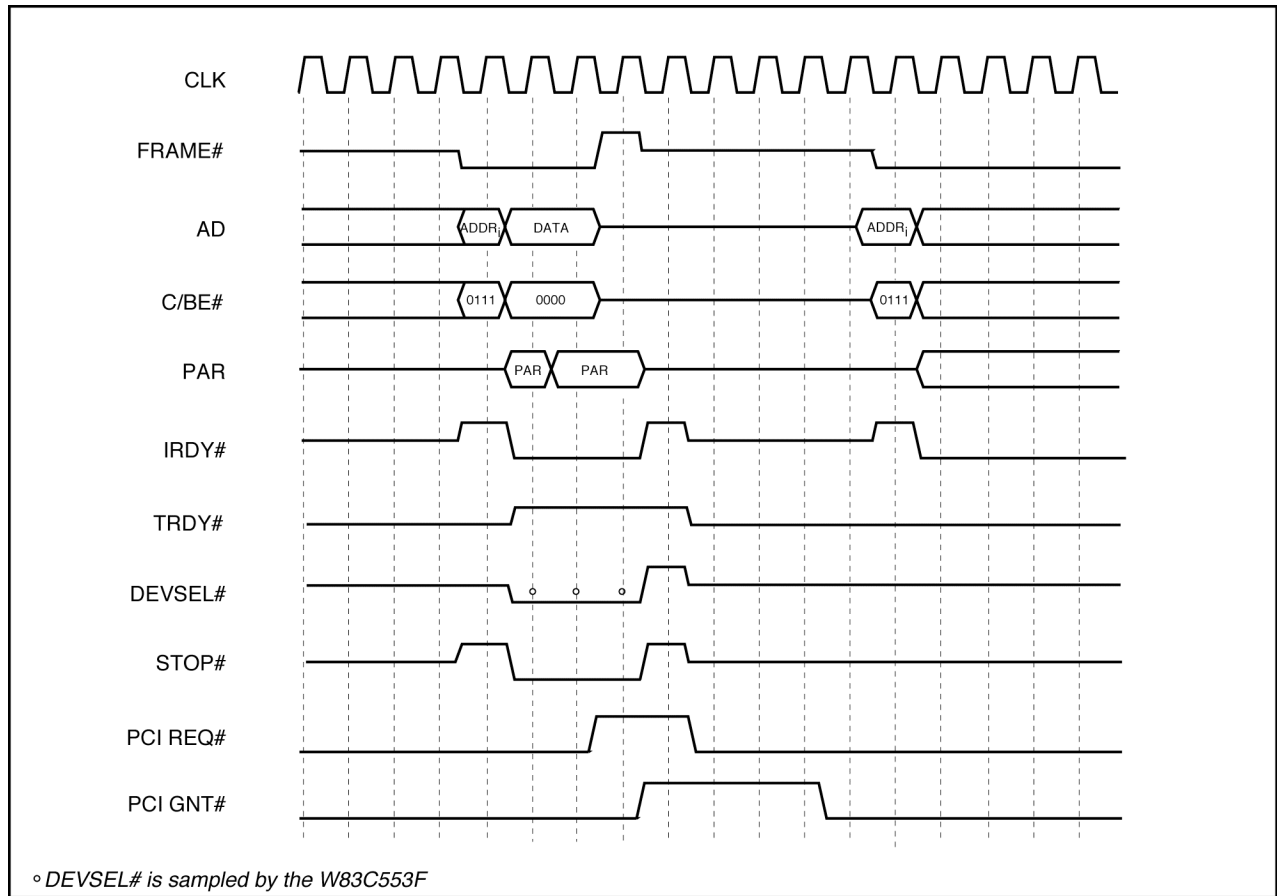 CLK
FRAME#
AD
ADDRi
DATA
ADDRj
C/BE#
0111
0000
0111
PAR
PAR
PAR
IRDY#
TRDY#
DEVSEL#
STOP#
PCI REQ#
PCI GNT#
° DEVSEL# is sampled by the W83C553F